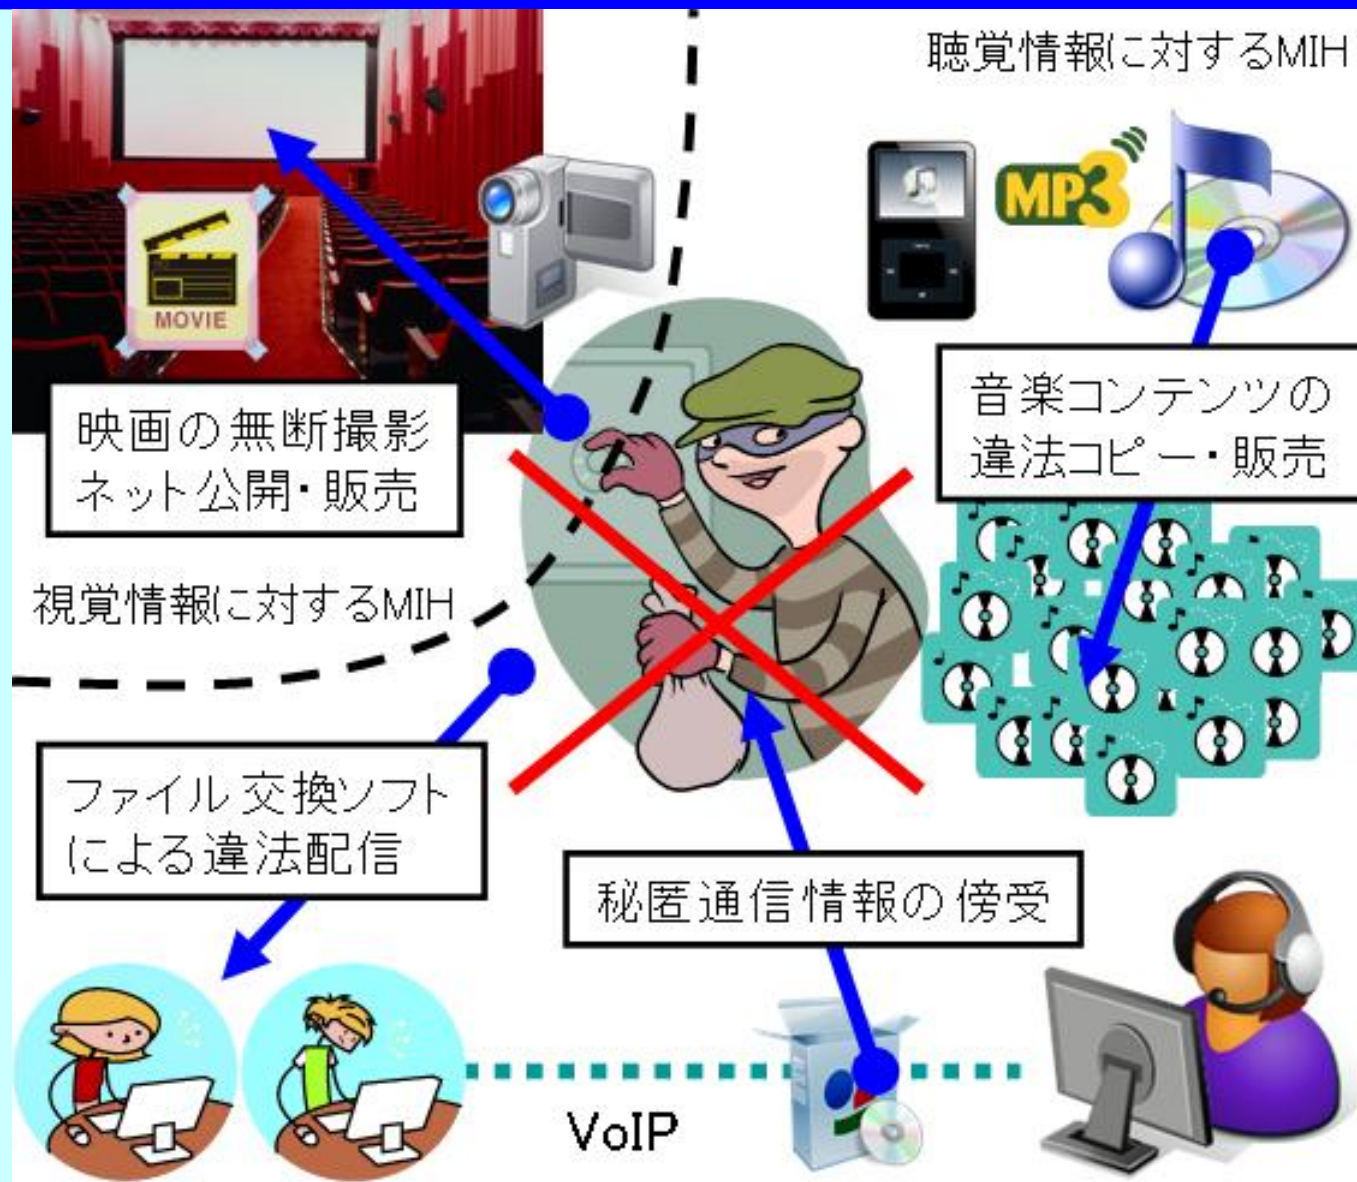 聴覚情報に対するMIH
MP3
MOVIE
映画の無断撮影
ネット公開・販売
音楽コンテンツの
違法コピー・販売
視覚情報に対するMIH
ファイル交換ソフト
による違法配信
秘匿通信情報の傍受
VoIP